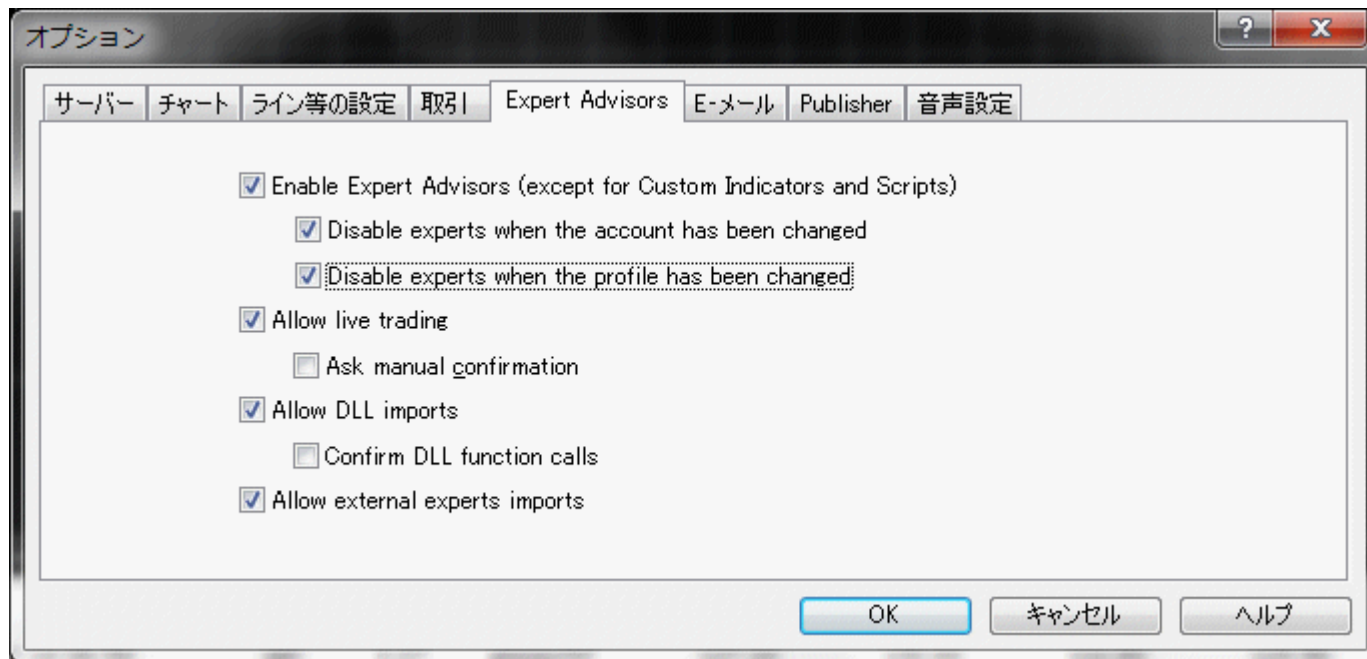 オプション
サーバー チャート ライン等の設定 取引 Expert Advisors E-メール Publisher 音声設定
Enable Expert Advisors (except for Custom Indicators and Scripts)
Disable experts when the account has been changed
Disable experts when the profile has been changed
Allow live trading
Ask manual confirmation
Allow DLL imports
Confirm DLL function calls
Allow external experts imports
OK キャンセル ヘルプ